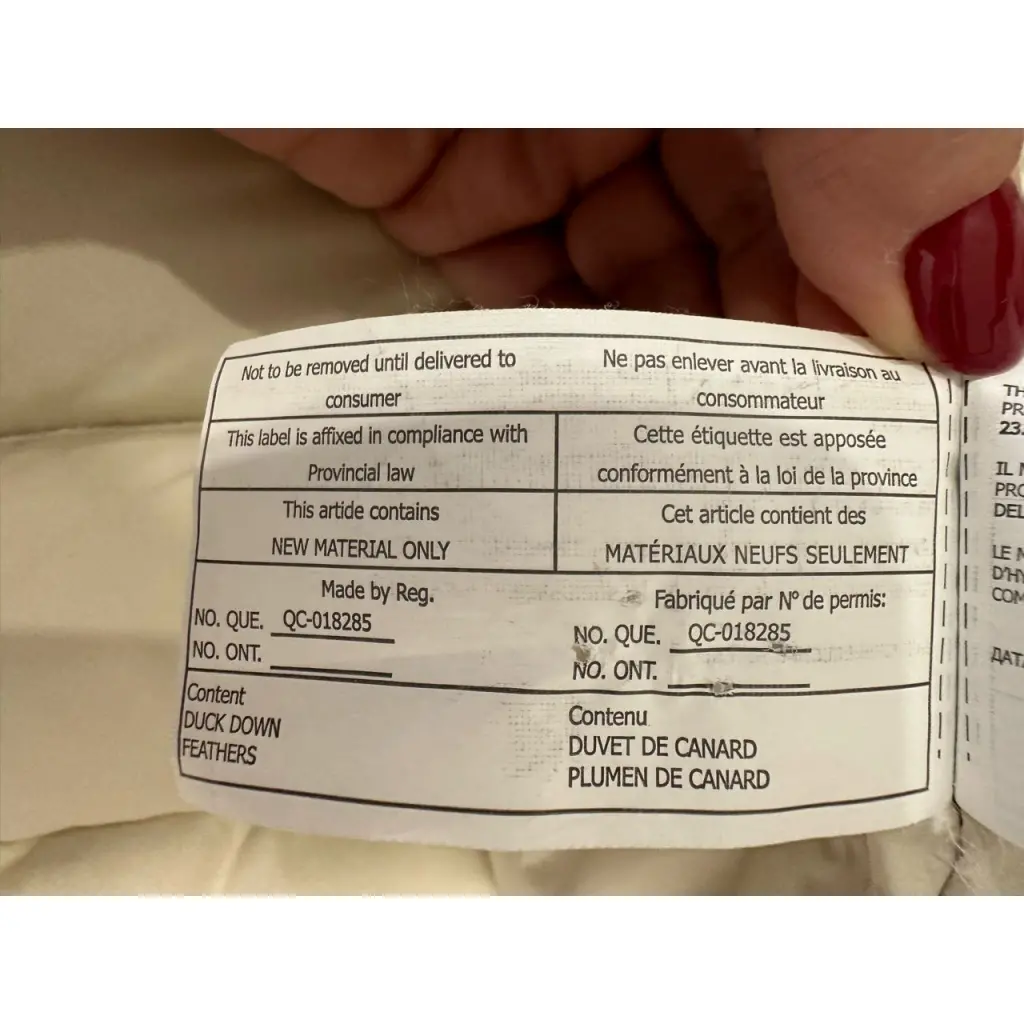 Not to be removed until delivered to
consumer
Ne pas enlever avant la livraison au
consommateur
This label is affixed in compliance with
Provincial law
Cette étiquette est apposée
conformément à la loi de la province
This article contains
NEW MATERIAL ONLY
Cet article contient des
MATÉRIAUX NEUFS SEULEMENT
Made by Reg.
NO. QUE. QC-018285
NO. ONT.
Fabriqué par N° de permis:
NO. QUE. QC-018285
NO. ONT.
Content
DUCK DOWN
FEATHERS
Contenu
DUVET DE CANARD
PLUMEN DE CANARD
23.
IL
LE